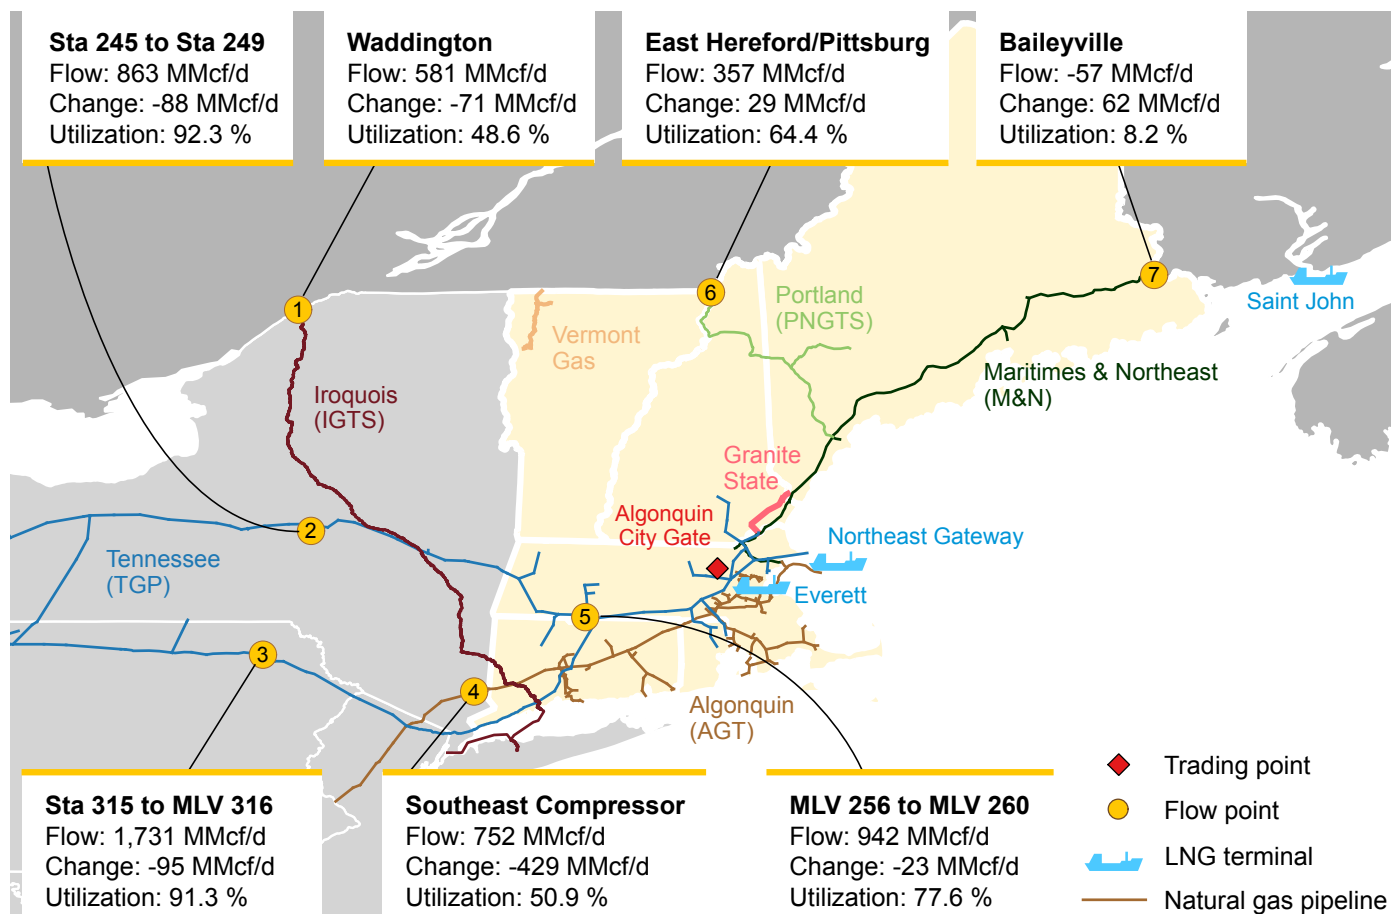 Sta 245 to Sta 249
Flow: 863 MMcf/d
Change: -88 MMcf/d
Utilization: 92.3 %
Waddington
Flow: 581 MMcf/d
Change: -71 MMcf/d
Utilization: 48.6 %
East Hereford/Pittsburg
Flow: 357 MMcf/d
Change: 29 MMcf/d
Utilization: 64.4 %
Baileyville
Flow: -57 MMcf/d
Change: 62 MMcf/d
Utilization: 8.2 %
1
6
7
Saint John
Portland
(PNGTS)
Vermont
Gas
Maritimes & Northeast
(M&N)
Iroquois
(IGTS)
Granite
State
Algonquin
City Gate
2
Northeast Gateway
Tennessee
(TGP)
Everett
5
3
4
Algonquin
(AGT)
Sta 315 to MLV 316
Flow: 1,731 MMcf/d
Change: -95 MMcf/d
Utilization: 91.3 %
Southeast Compressor
Flow: 752 MMcf/d
Change: -429 MMcf/d
Utilization: 50.9 %
MLV 256 to MLV 260
Flow: 942 MMcf/d
Change: -23 MMcf/d
Utilization: 77.6 %
Trading point
Flow point
LNG terminal
Natural gas pipeline